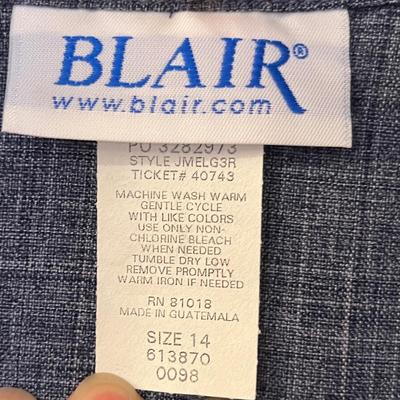 BLAIR®
www.blair.com
PO 3282973
STYLE JMELG3R
TICKET# 40743
MACHINE WASH WARM
GENTLE CYCLE
WITH LIKE COLORS
USE ONLY NON-
CHLORINE BLEACH
WHEN NEEDED
TUMBLE DRY LOW
REMOVE PROMPTLY
WARM IRON IF NEEDED
RN 81018
MADE IN GUATEMALA
SIZE 14
613870
0098